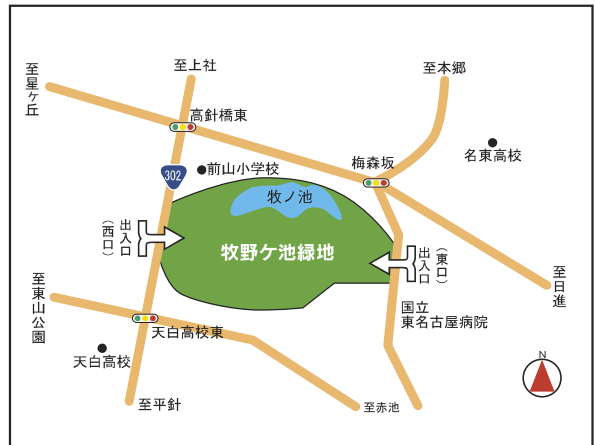 至上社
至本郷
至星ヶ丘
高針橋東
302
前山小学校
梅森坂
名東高校
牧ノ池
牧野ケ池緑地
出入口
(西口)
出入口
(東口)
至東山公園
至日進
国立
東名古屋病院
天白高校東
天白高校
至平針
至赤池
N